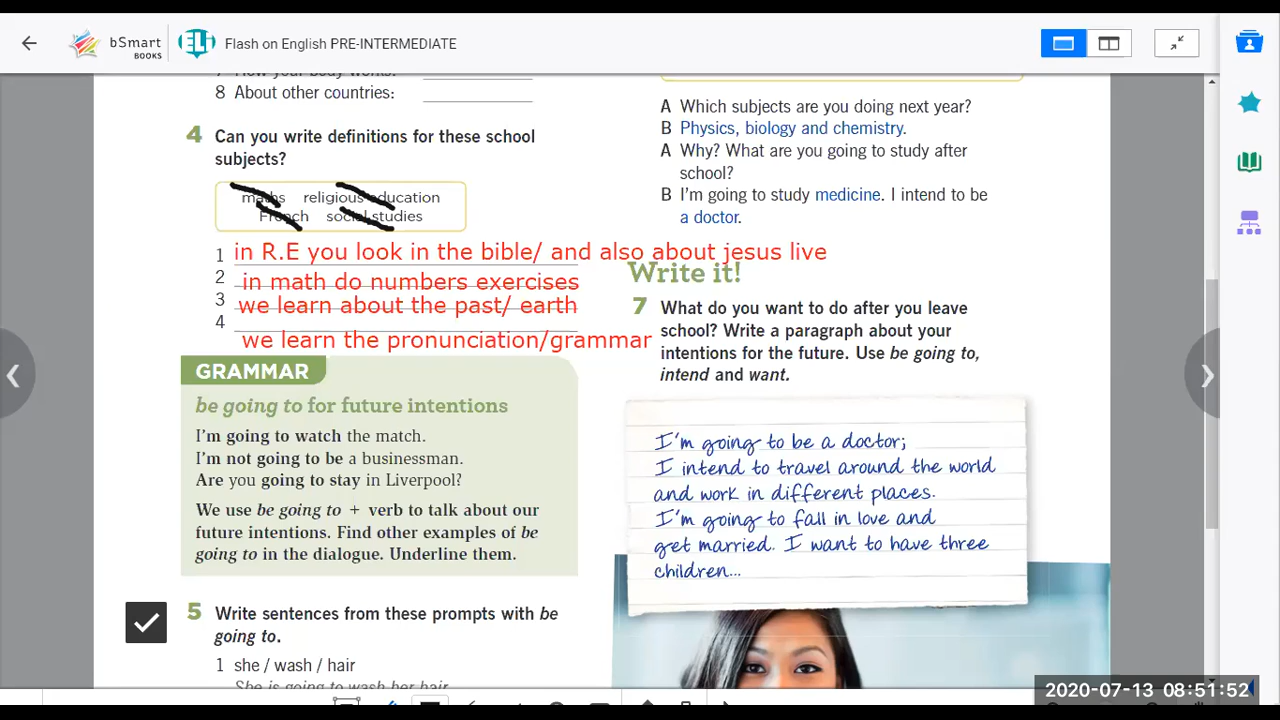 bSmart
BOOKS
ELi
Flash on English PRE-INTERMEDIATE
8 About other countries:
4 Can you write definitions for these school
subjects?
maths religious education
French social studies
1 in R.E you look in the bible/ and also about jesus live
2 in math do numbers exercises
3 we learn about the past/ earth
4
we learn the pronunciation/grammar
GRAMMAR
be going to for future intentions
I'm going to watch the match.
I'm not going to be a businessman.
Are you going to stay in Liverpool?
We use be going to + verb to talk about our
future intentions. Find other examples of be
going to in the dialogue. Underline them.
5 Write sentences from these prompts with be
going to.
1 she / wash / hair
She is going to wash her hair
A Which subjects are you doing next year?
B Physics, biology and chemistry.
A Why? What are you going to study after
school?
B I'm going to study medicine. I intend to be
a doctor.
Write it!
7 What do you want to do after you leave
school? Write a paragraph about your
intentions for the future. Use be going to,
intend and want.
I'm going to be a doctor;
I intend to travel around the world
and work in different places.
I'm going to fall in love and
get married. I want to have three
children...
2020-07-13 08:51:52